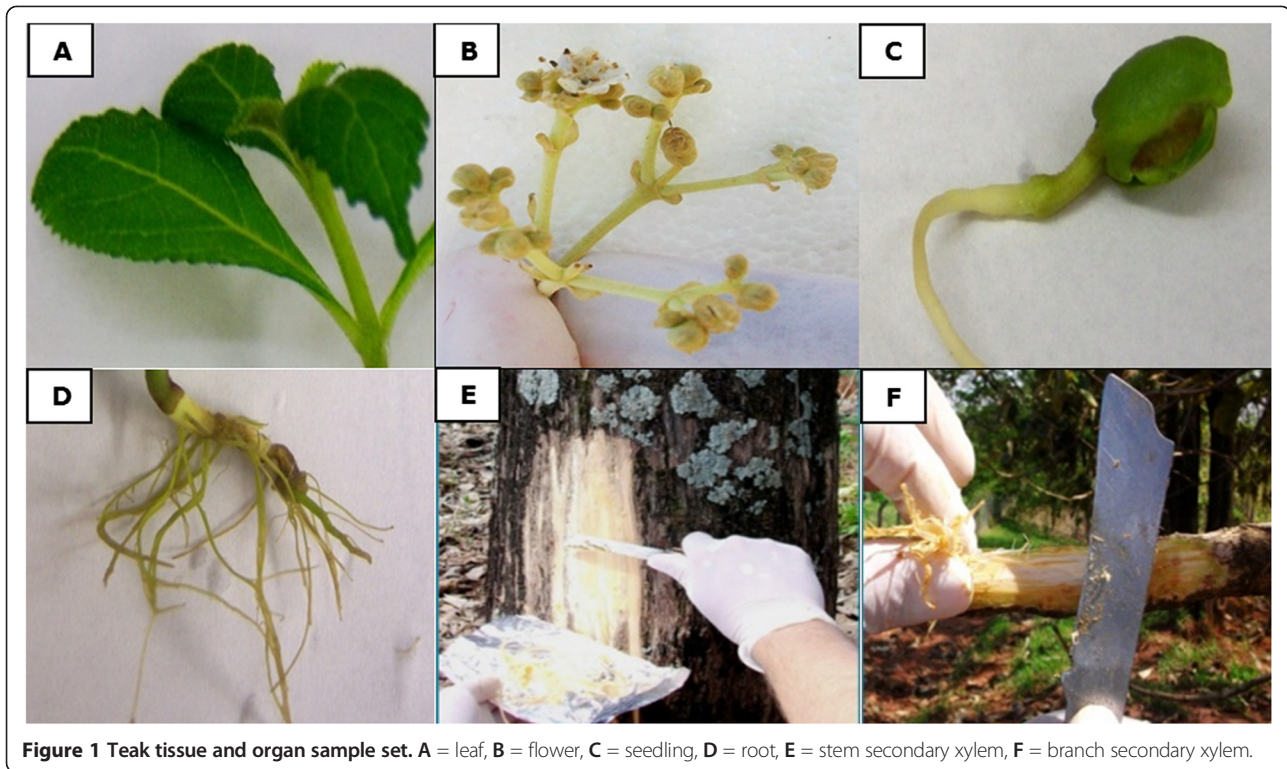 A
B
C
D
E
F
Figure 1 Teak tissue and organ sample set. A = leaf, B = flower, C = seedling, D = root, E = stem secondary xylem, F = branch secondary xylem.